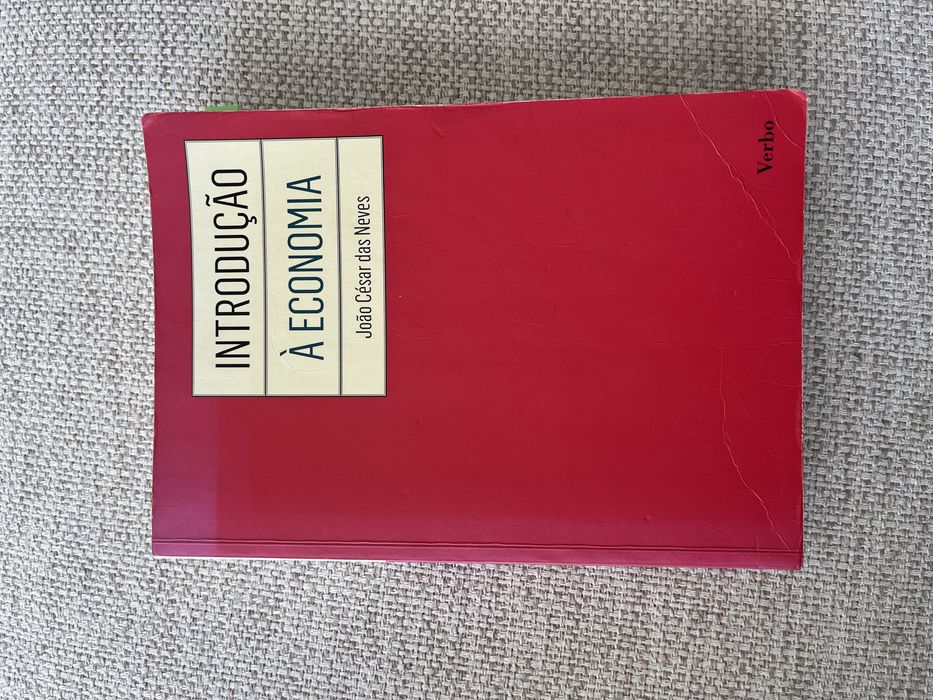 INTRODUÇÃO
À ECONOMIA
João César das Neves
Verbo